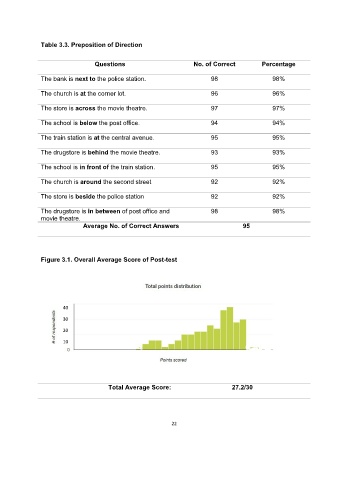 Table 3.3. Preposition of Direction
Questions No. of Correct Percentage
The bank is next to the police station. 98 98%
The church is at the corner lot. 96 96%
The store is across the movie theatre. 97 97%
The school is below the post office. 94 94%
The train station is at the central avenue. 95 95%
The drugstore is behind the movie theatre. 93 93%
The school is in front of the train station. 95 95%
The church is around the second street 92 92%
The store is beside the police station 92 92%
The drugstore is in between of post office and 98 98%
movie theatre.
Average No. of Correct Answers 95
Figure 3.1. Overall Average Score of Post-test
Total points distribution
# of respondents
40
30
20
10
0
Points scored
Total Average Score: 27.2/30
22